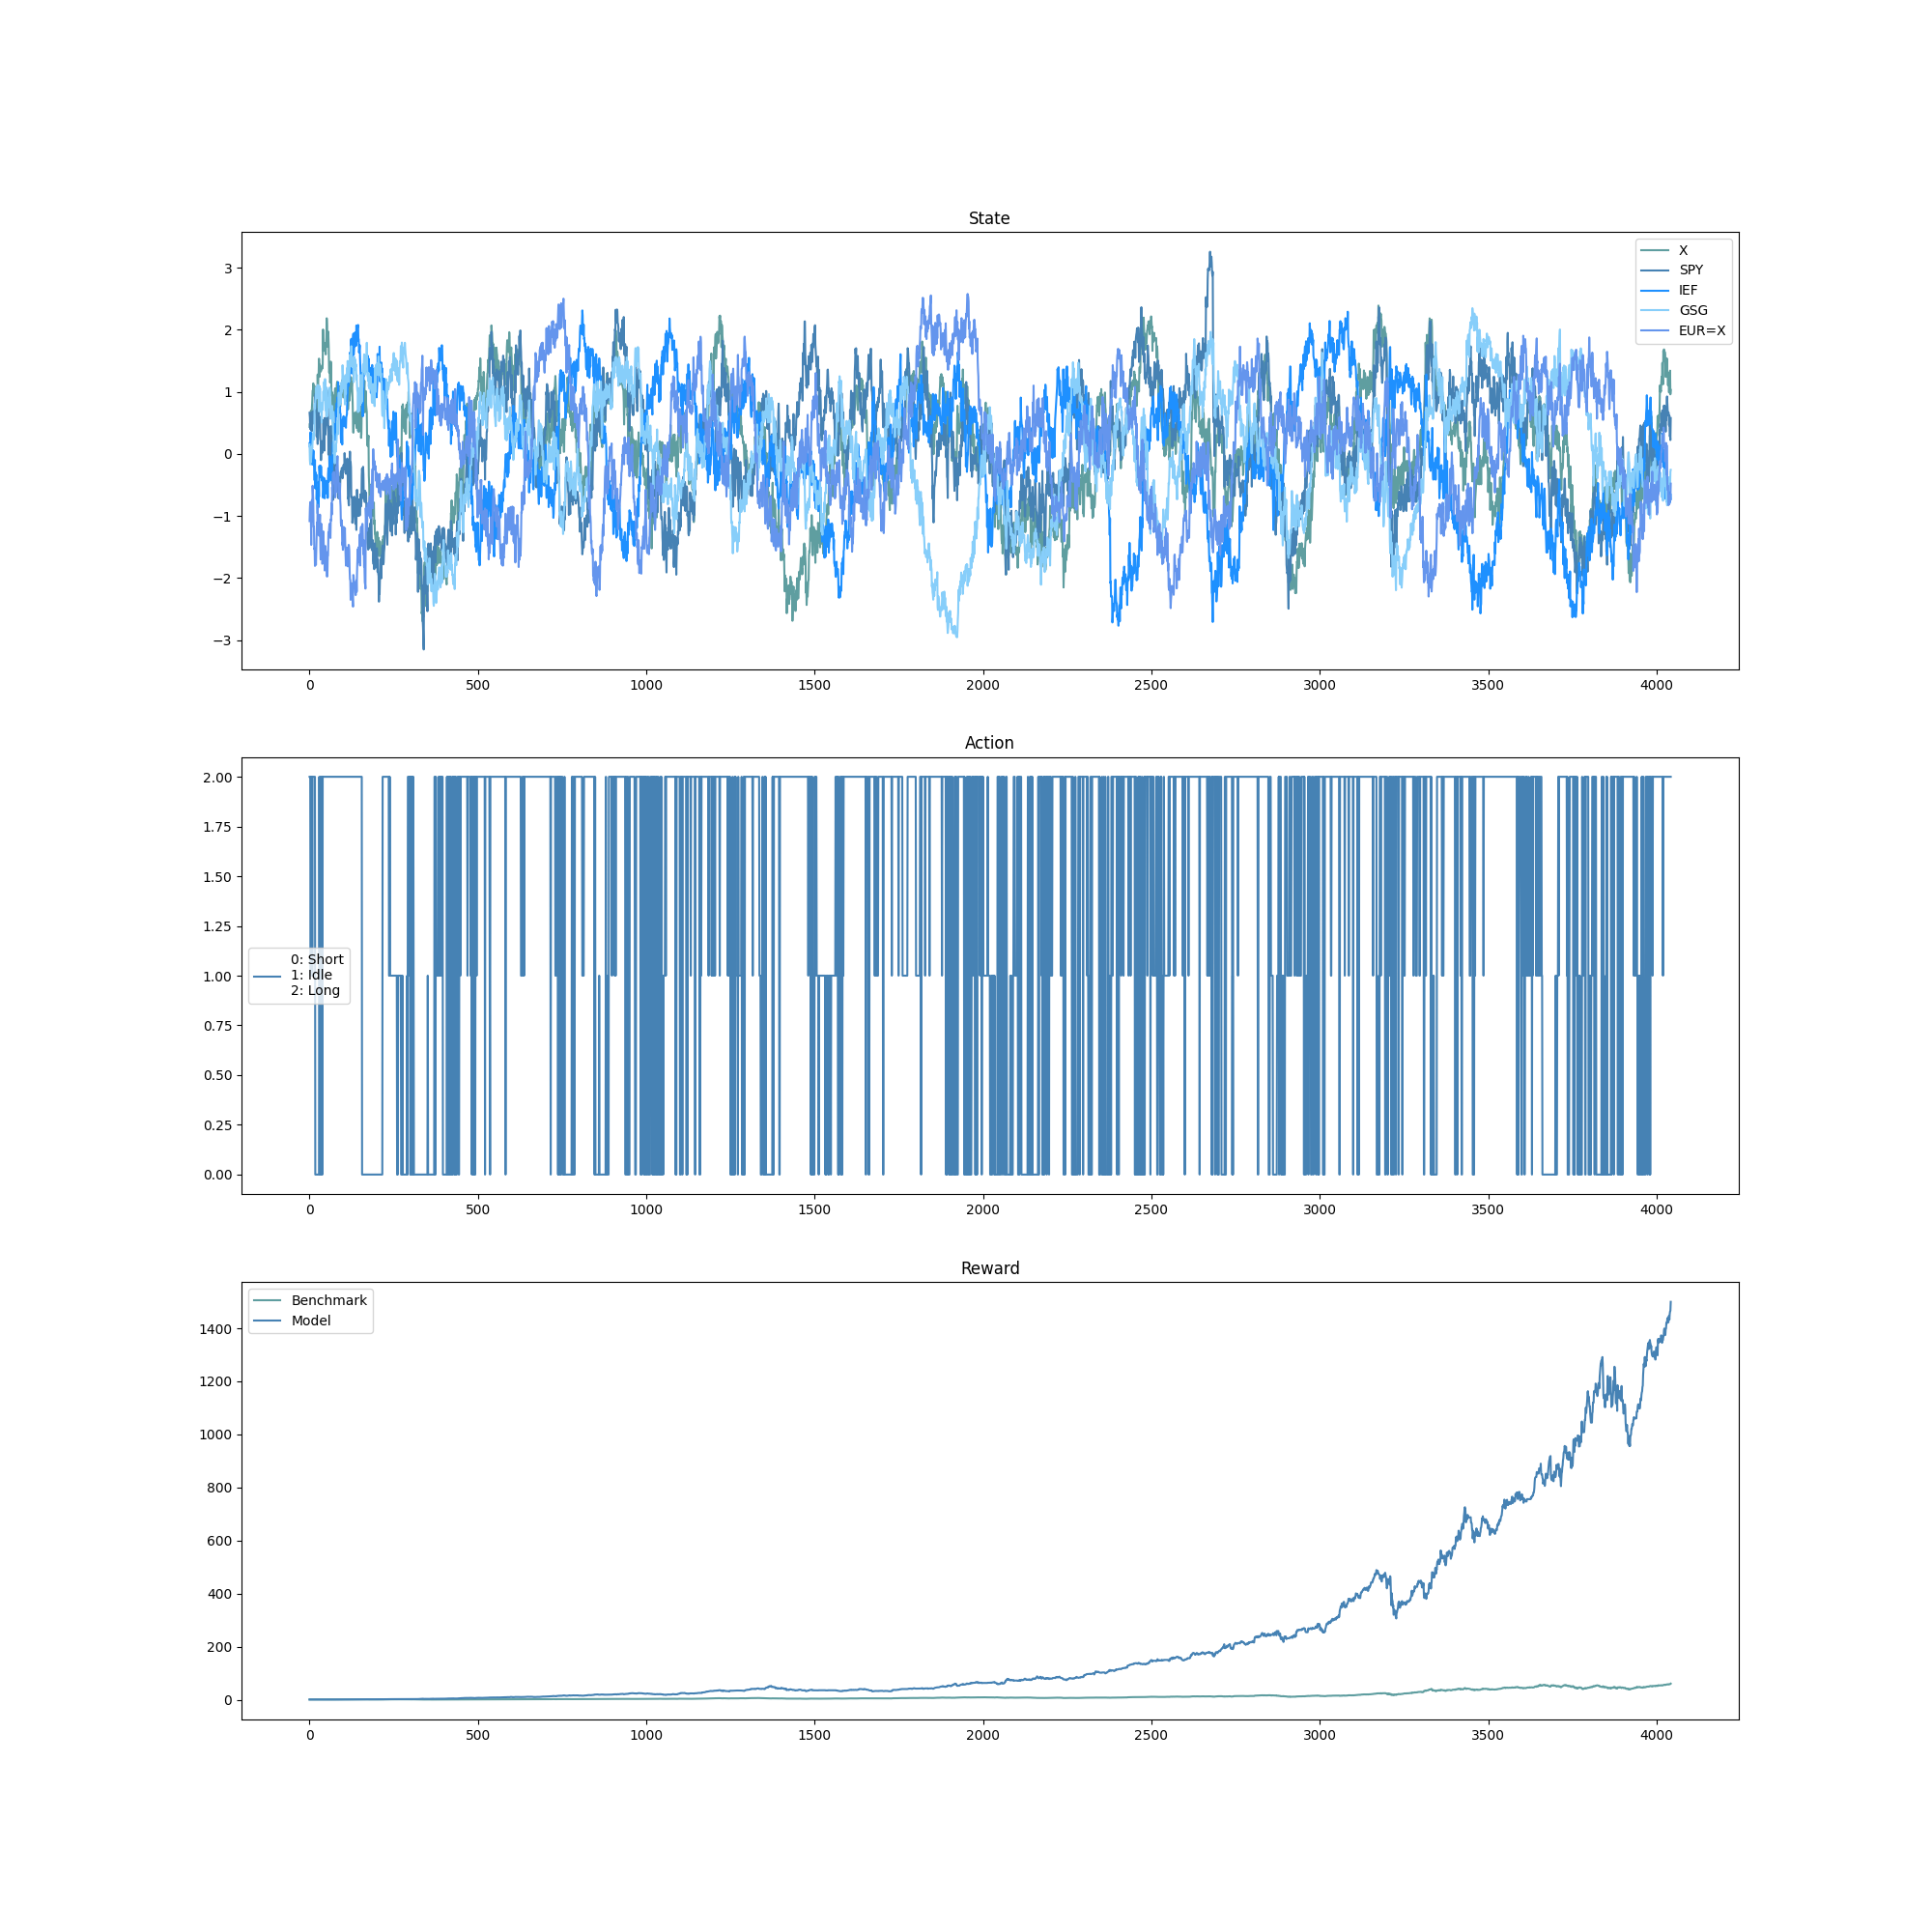 State
3
2
1
0
−1
−2
−3
X
SPY
IEF
GSG
EUR=X
0 500 1000 1500 2000 2500 3000 3500 4000
Action
2.00
1.75
1.50
1.25
1.00
0.75
0.50
0.25
0.00
0: Short
1: Idle
2: Long
0 500 1000 1500 2000 2500 3000 3500 4000
Reward
Benchmark
Model
1400
1200
1000
800
600
400
200
0
0 500 1000 1500 2000 2500 3000 3500 4000